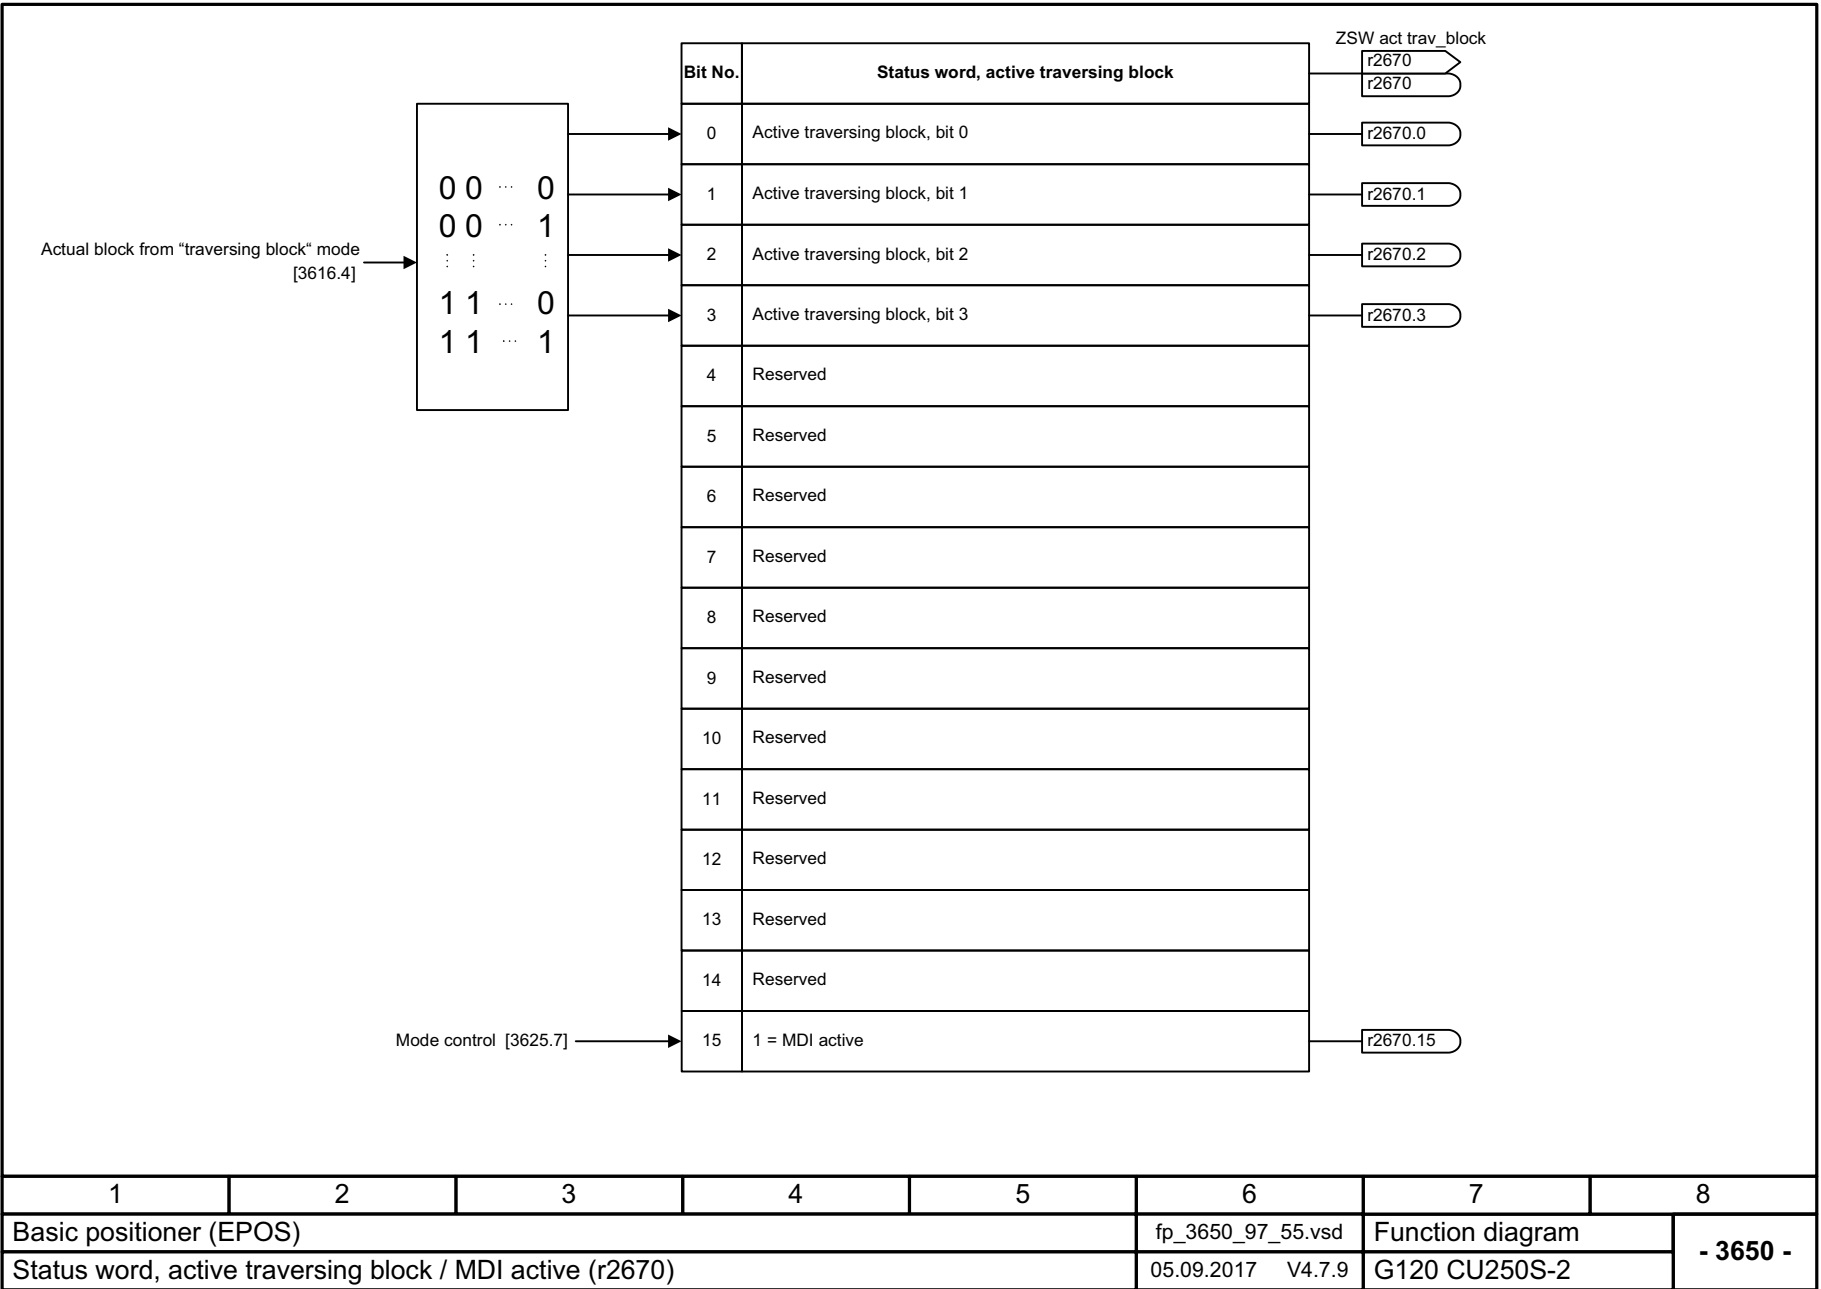 ZSW act trav_block
r2670
r2670
Bit No. Status word, active traversing block
0 Active traversing block, bit 0 r2670.0
1 Active traversing block, bit 1 r2670.1
2 Active traversing block, bit 2 r2670.2
3 Active traversing block, bit 3 r2670.3
0 0 ... 0
0 0 ... 1
⋮ ⋮ ⋮
1 1 ... 0
1 1 ... 1
Actual block from “traversing block“ mode
[3616.4]
4 Reserved
5 Reserved
6 Reserved
7 Reserved
8 Reserved
9 Reserved
10 Reserved
11 Reserved
12 Reserved
13 Reserved
14 Reserved
Mode control [3625.7] 15 1 = MDI active r2670.15
1 2 3 4 5 6 7 8
Basic positioner (EPOS) fp_3650_97_55.vsd Function diagram
- 3650 -
Status word, active traversing block / MDI active (r2670) 05.09.2017 V4.7.9 G120 CU250S-2